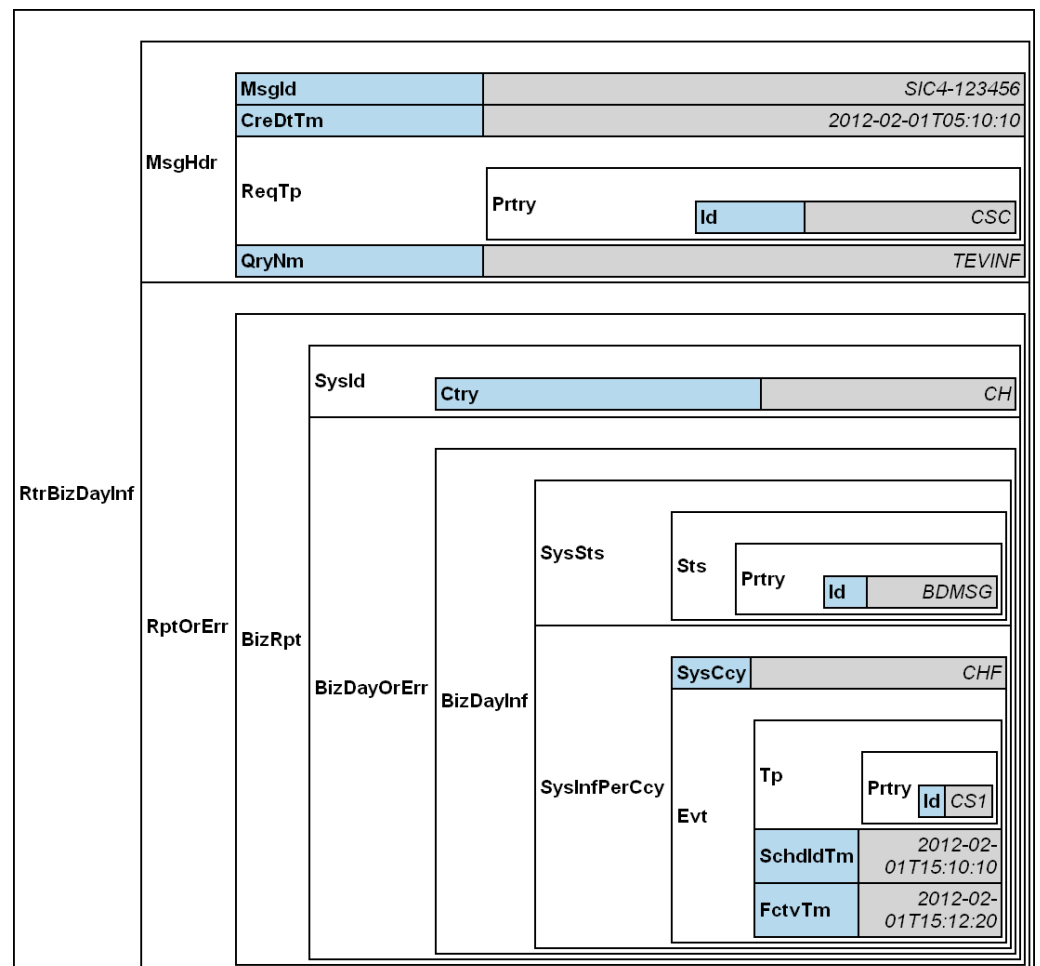 MsgId SIC4-123456
CreDtTm 2012-02-01T05:10:10
MsgHdr
ReqTp
Prtry
Id CSC
QryNm TEVINF
SysId
Ctry CH
RtrBizDayInf
SysSts
Sts
Prtry
Id BDMSG
RptOrErr
BizRpt
BizDayOrErr
BizDayInf
SysCcy CHF
SysInfPerCcy
Evt
Tp
Prtry
Id CS1
SchdldTm 2012-02-
01T15:10:10
FctvTm 2012-02-
01T15:12:20